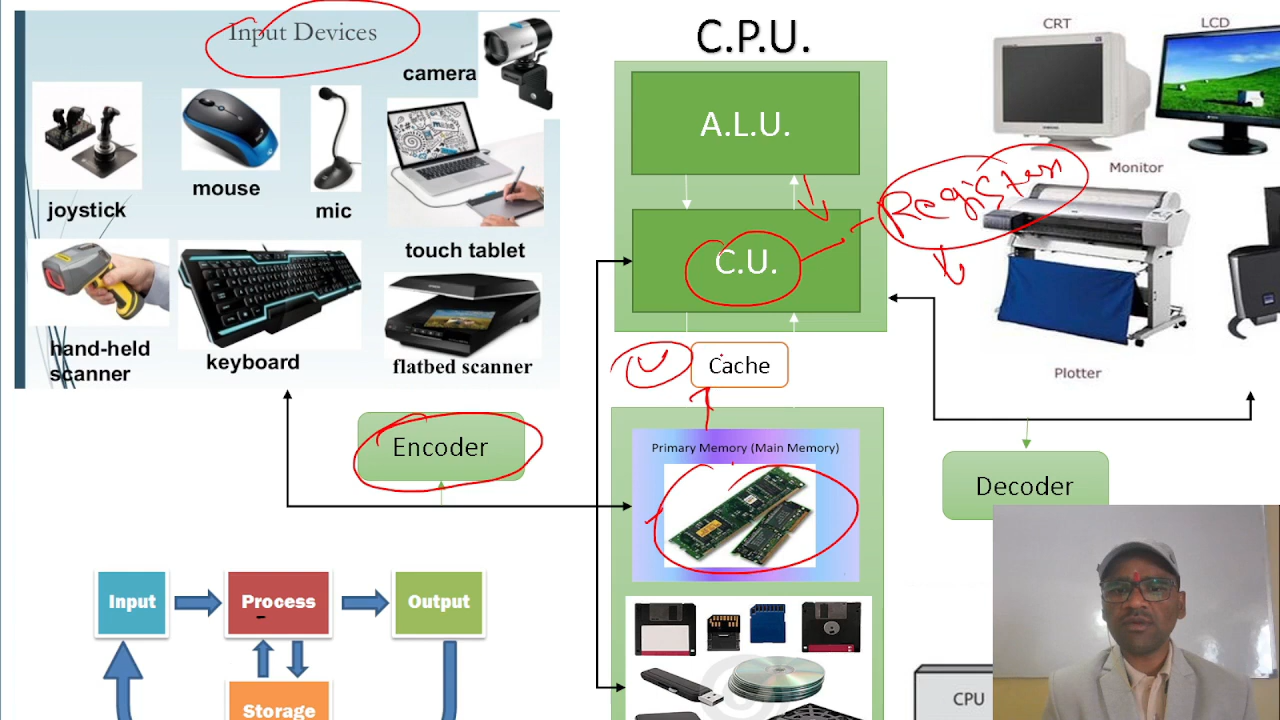 Input Devices
camera
joystick
mouse
mic
touch tablet
hand-held
scanner
keyboard
flatbed scanner
Encoder
Input
Process
Output
Storage
C.P.U.
A.L.U.
C.U.
Register
Cache
Primary Memory (Main Memory)
CRT
LCD
Monitor
Plotter
Decoder
CPU